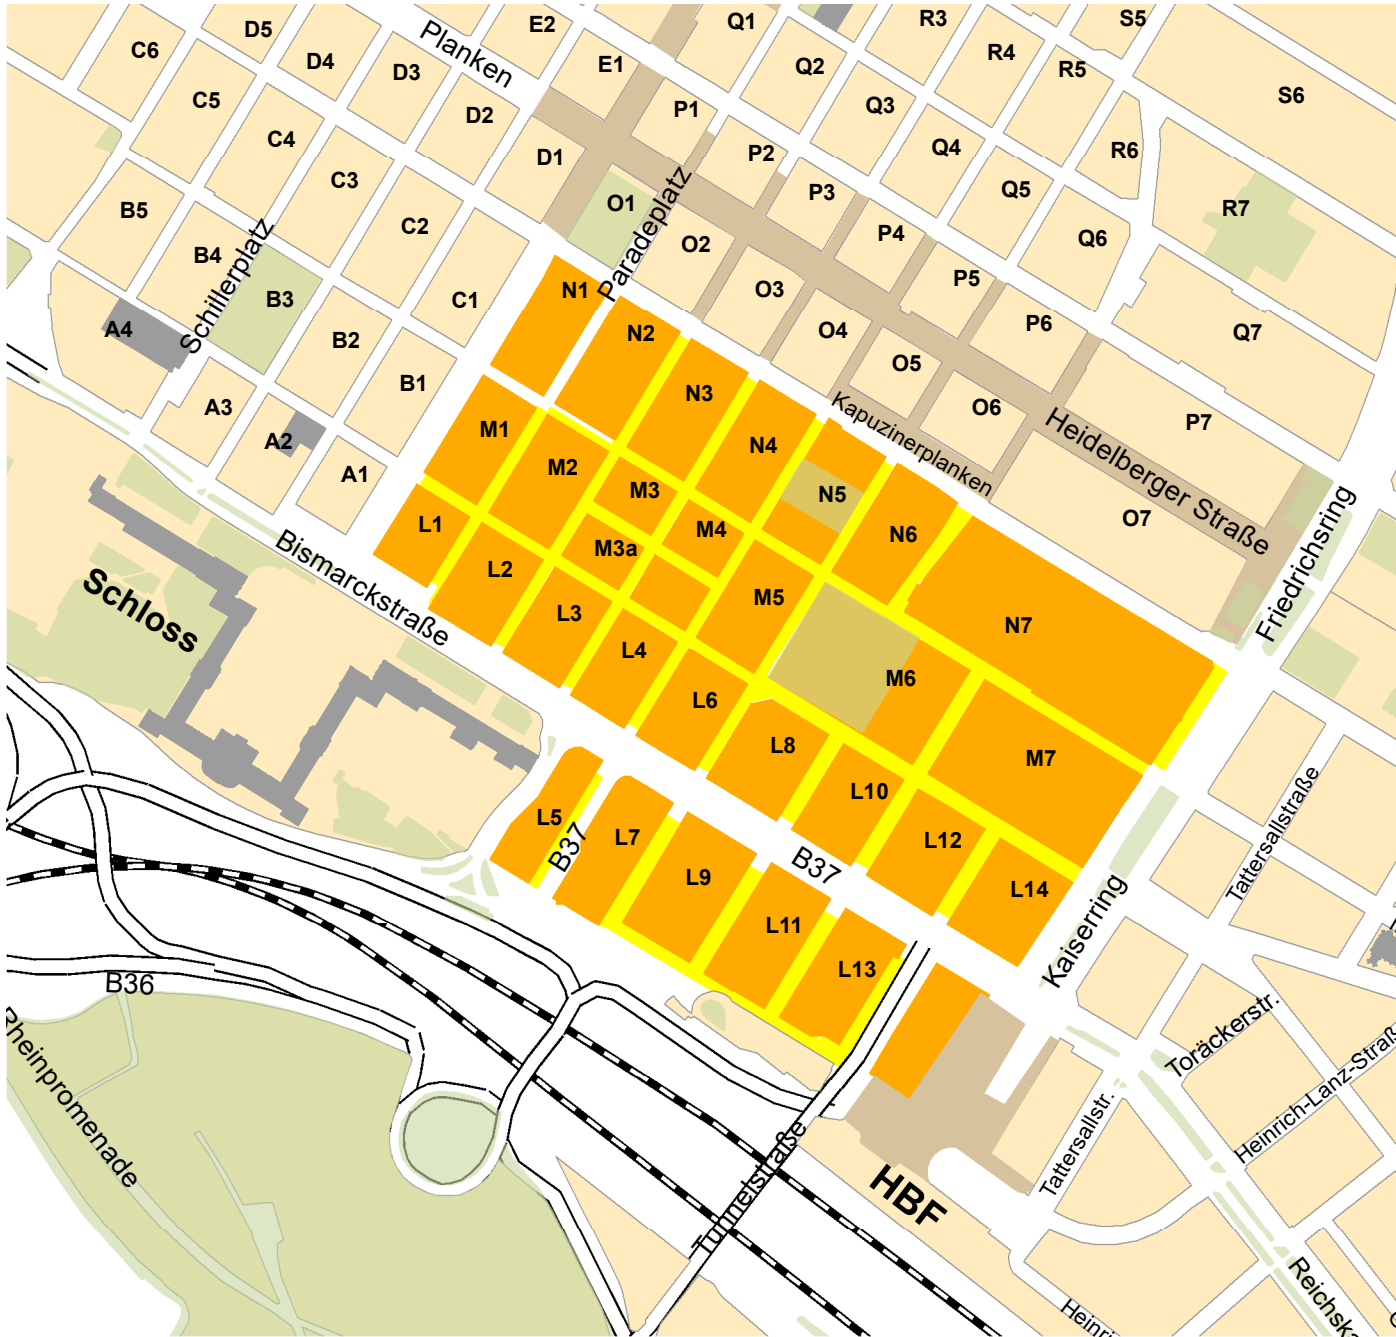 D5
E2
Q1
R3
S5
C6
Planken
D4
D3
E1
Q2
R4
R5
S6
C5
D2
P1
Q3
C4
D1
P2
Q4
R6
C3
P3
Q5
B5
C2
O1
Paradeplatz
O2
P4
Q6
R7
B4
Schillerplatz
B3
C1
N1
O3
P5
A4
B2
N2
O4
P6
Q7
B1
N3
O5
A3
Kapuzinerplanken
O6
Heidelberger Straße
P7
A2
M1
N4
A1
M2
M3
N5
O7
Friedrichsring
L1
M4
N6
Bismarckstraße
M3a
Schloss
L2
M5
L3
N7
L4
M6
L6
L8
M7
L5
B37
L7
L10
B37
L12
Tattersallstraße
L9
L14
L11
Kaiserring
L13
B36
Rheinpromenade
Toräckerstr.
Heinrich-Lanz-Straß
Tattersallstr.
Tunnelstraße
HBF
Reichsk
Heinri